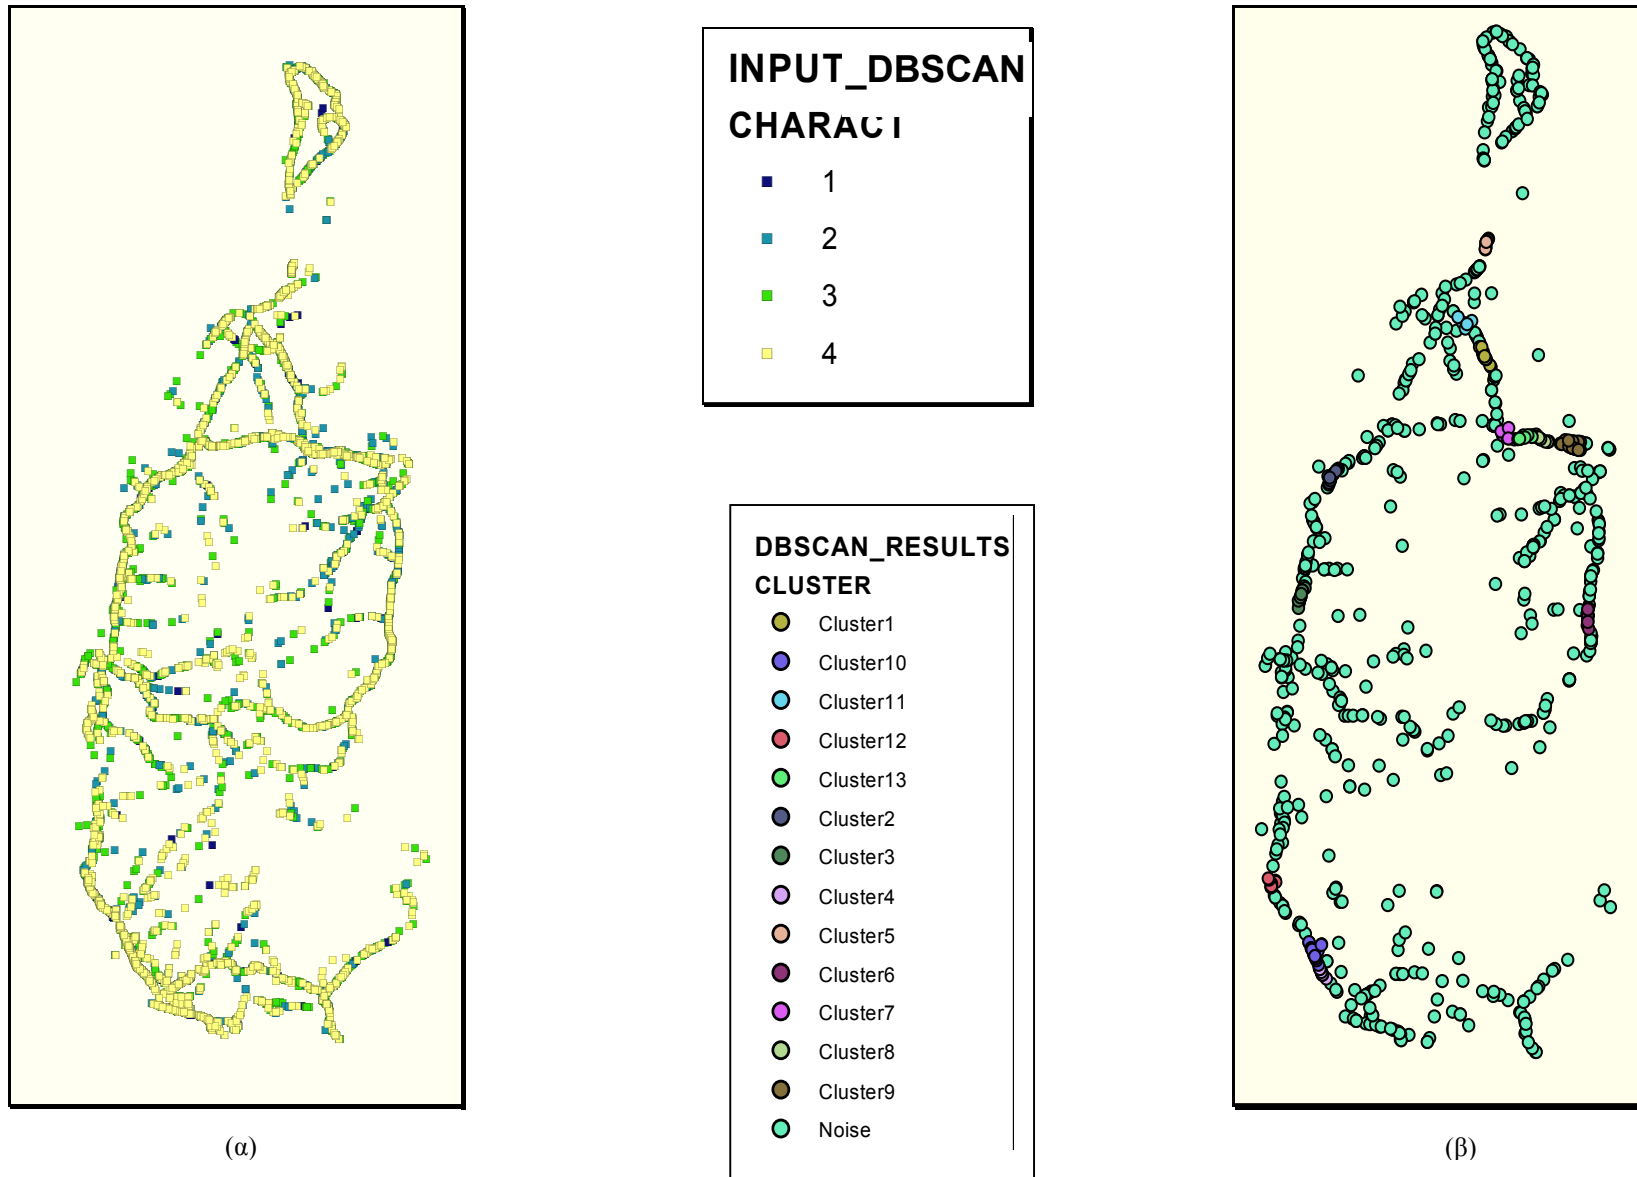 INPUT_DBSCAN
CHARACT
1
2
3
4
DBSCAN_RESULTS
CLUSTER
Cluster1
Cluster10
Cluster11
Cluster12
Cluster13
Cluster2
Cluster3
Cluster4
Cluster5
Cluster6
Cluster7
Cluster8
Cluster9
Noise
(α)
(β)